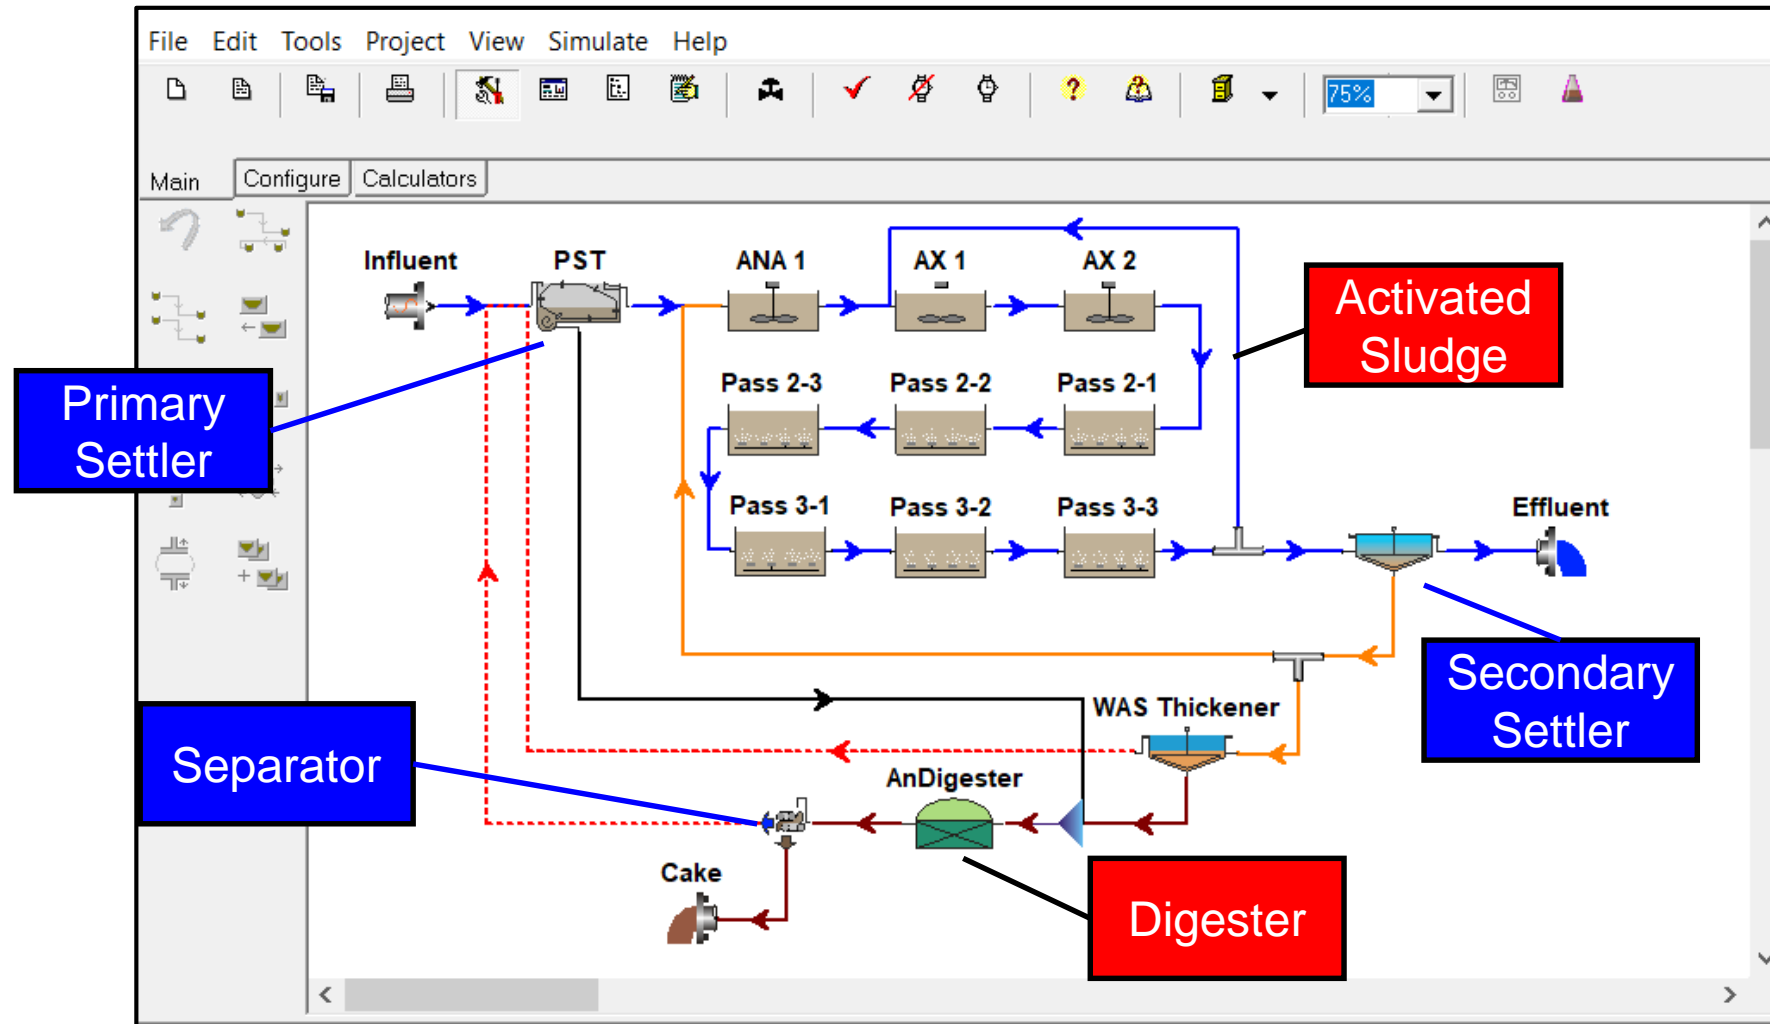 File Edit Tools Project View Simulate Help
75%
Main Configure Calculators
Influent PST ANA 1 AX 1 AX 2
Activated
Sludge
Primary
Settler
Pass 2-3 Pass 2-2 Pass 2-1
Pass 3-1 Pass 3-2 Pass 3-3 Effluent
Secondary
Settler
WAS Thickener
Separator
AnDigester
Cake
Digester